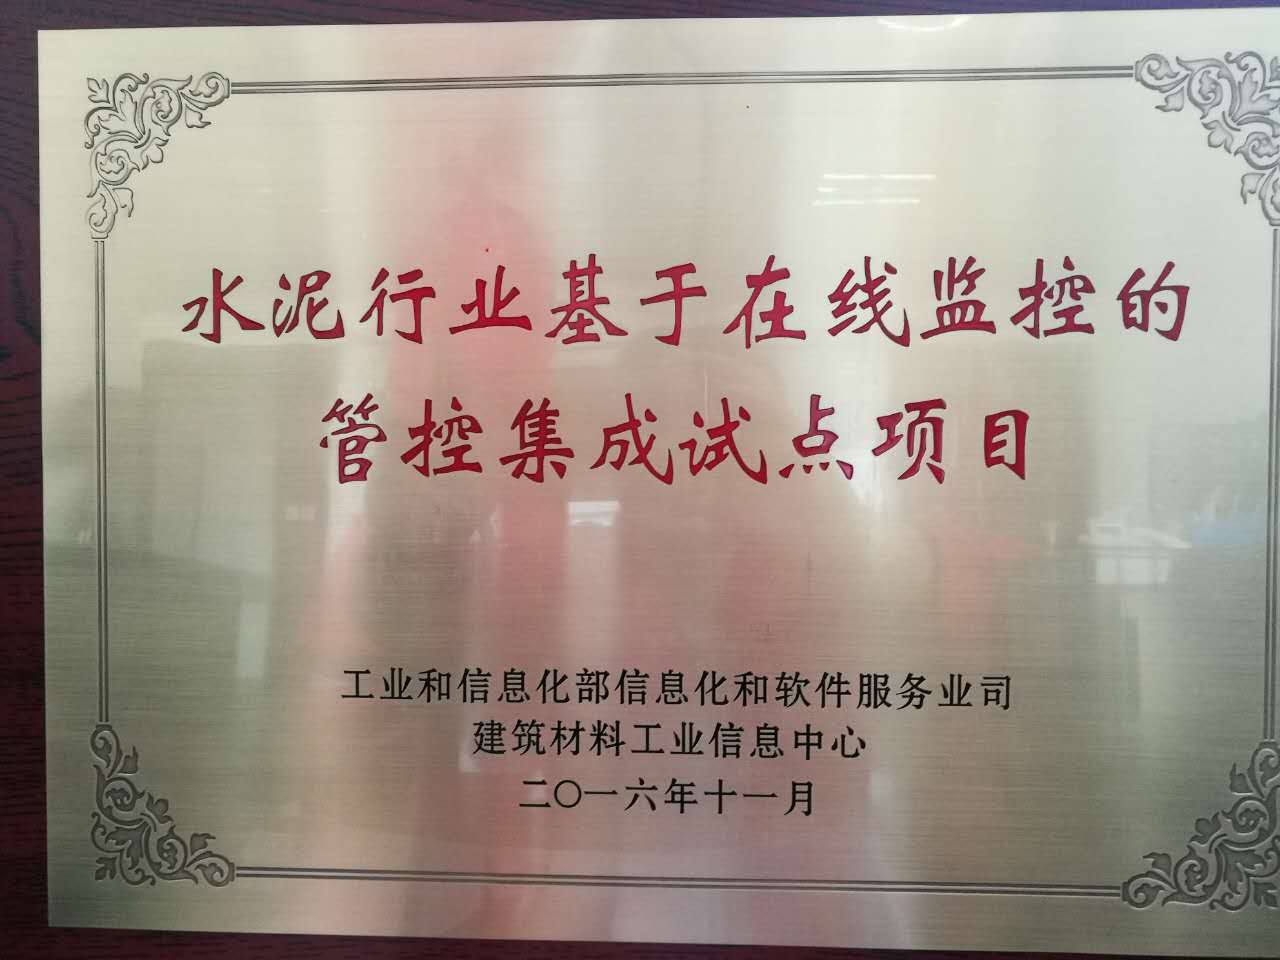 水泥行业基于在线监控的
管控集成试点项目
工业和信息化部信息化和软件服务业司
建筑材料工业信息中心
二〇一六年十一月